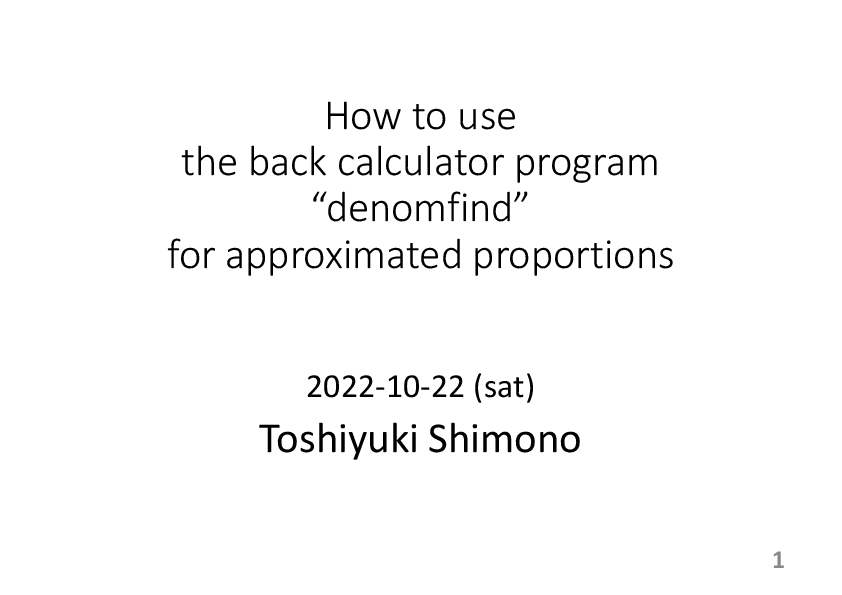 How to use
the back calculator program
“denomfind”
for approximated proportions
2022-10-22 (sat)
Toshiyuki Shimono
1